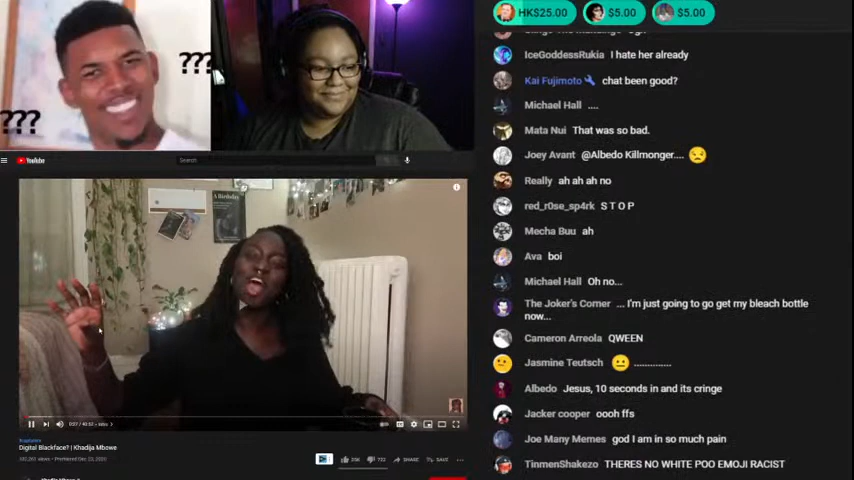 HK$25.00 $5.00 $5.00
???
???
IceGoddessRukia I hate her already
Kai Fujimoto chat been good?
Michael Hall ....
Mata Nui That was so bad.
Joey Avant @Albedo Killmonger....
Really ah ah ah no
red_r0se_sp4rk S T O P
Mecha Buu ah
Ava boi
Michael Hall Oh no...
The Joker's Corner ... I'm just going to go get my bleach bottle
now...
Cameron Arreola QWEEN
Jasmine Teutsch ..............
Albedo Jesus, 10 seconds in and its cringe
Jacker cooper oooh ffs
Joe Many Memes god I am in so much pain
TinmenShakezo THERES NO WHITE POO EMOJI RACIST
YouTube
Search
Digital Blackface? | Khadija Mbowe
SHARE
SAVE